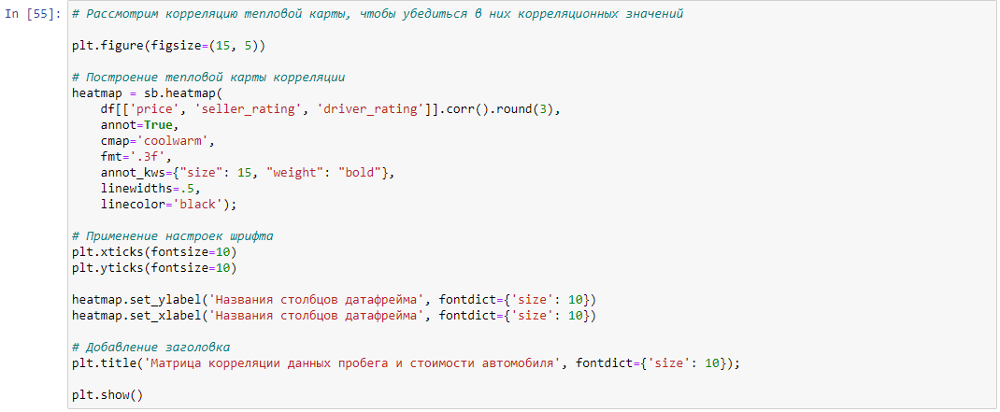 In [55]: # Рассмотрим корреляцию тепловой карты, чтобы убедиться в них корреляционных значений
plt.figure(figsize=(15, 5))
# Построение тепловой карты корреляции
heatmap = sb.heatmap(
df[['price', 'seller_rating', 'driver_rating']].corr().round(3),
annot=True,
cmap='coolwarm',
fmt='.3f',
annot_kws={"size": 15, "weight": "bold"},
linewidths=.5,
linecolor='black');
# Применение настроек шрифта
plt.xticks(fontsize=10)
plt.yticks(fontsize=10)
heatmap.set_ylabel('Названия столбцов датафрейма', fontdict={'size': 10})
heatmap.set_xlabel('Названия столбцов датафрейма', fontdict={'size': 10})
# Добавление заголовка
plt.title('Матрица корреляции данных пробега и стоимости автомобиля', fontdict={'size': 10});
plt.show()